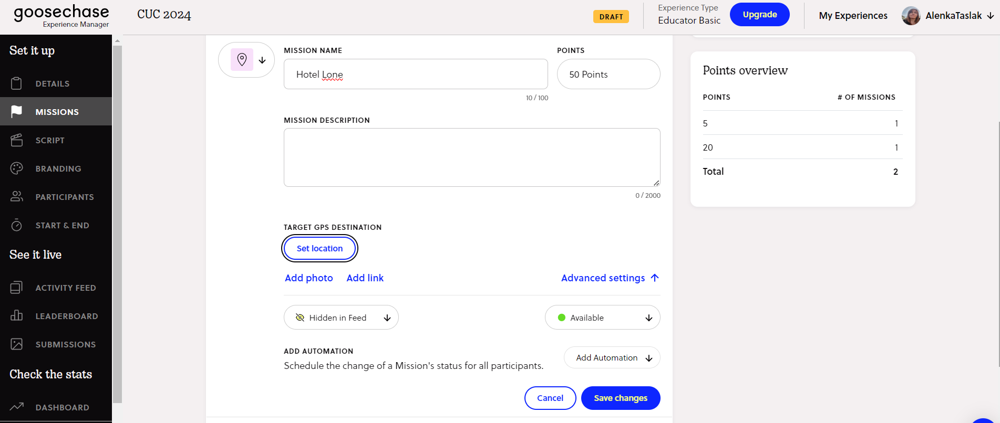 goosechase
Experience Manager
CUC 2024
DRAFT
Experience Type
Educator Basic
Upgrade
My Experiences
AlenkaTaslak
Set it up
DETAILS
MISSIONS
SCRIPT
BRANDING
PARTICIPANTS
START & END
See it live
ACTIVITY FEED
LEADERBOARD
SUBMISSIONS
Check the stats
DASHBOARD
MISSION NAME
Hotel Lone
10 / 100
POINTS
50 Points
MISSION DESCRIPTION
0 / 2000
TARGET GPS DESTINATION
Set location
Add photo Add link Advanced settings
Hidden in Feed Available
ADD AUTOMATION
Schedule the change of a Mission's status for all participants.
Add Automation
Cancel Save changes
Points overview
POINTS # OF MISSIONS
5 1
20 1
Total 2